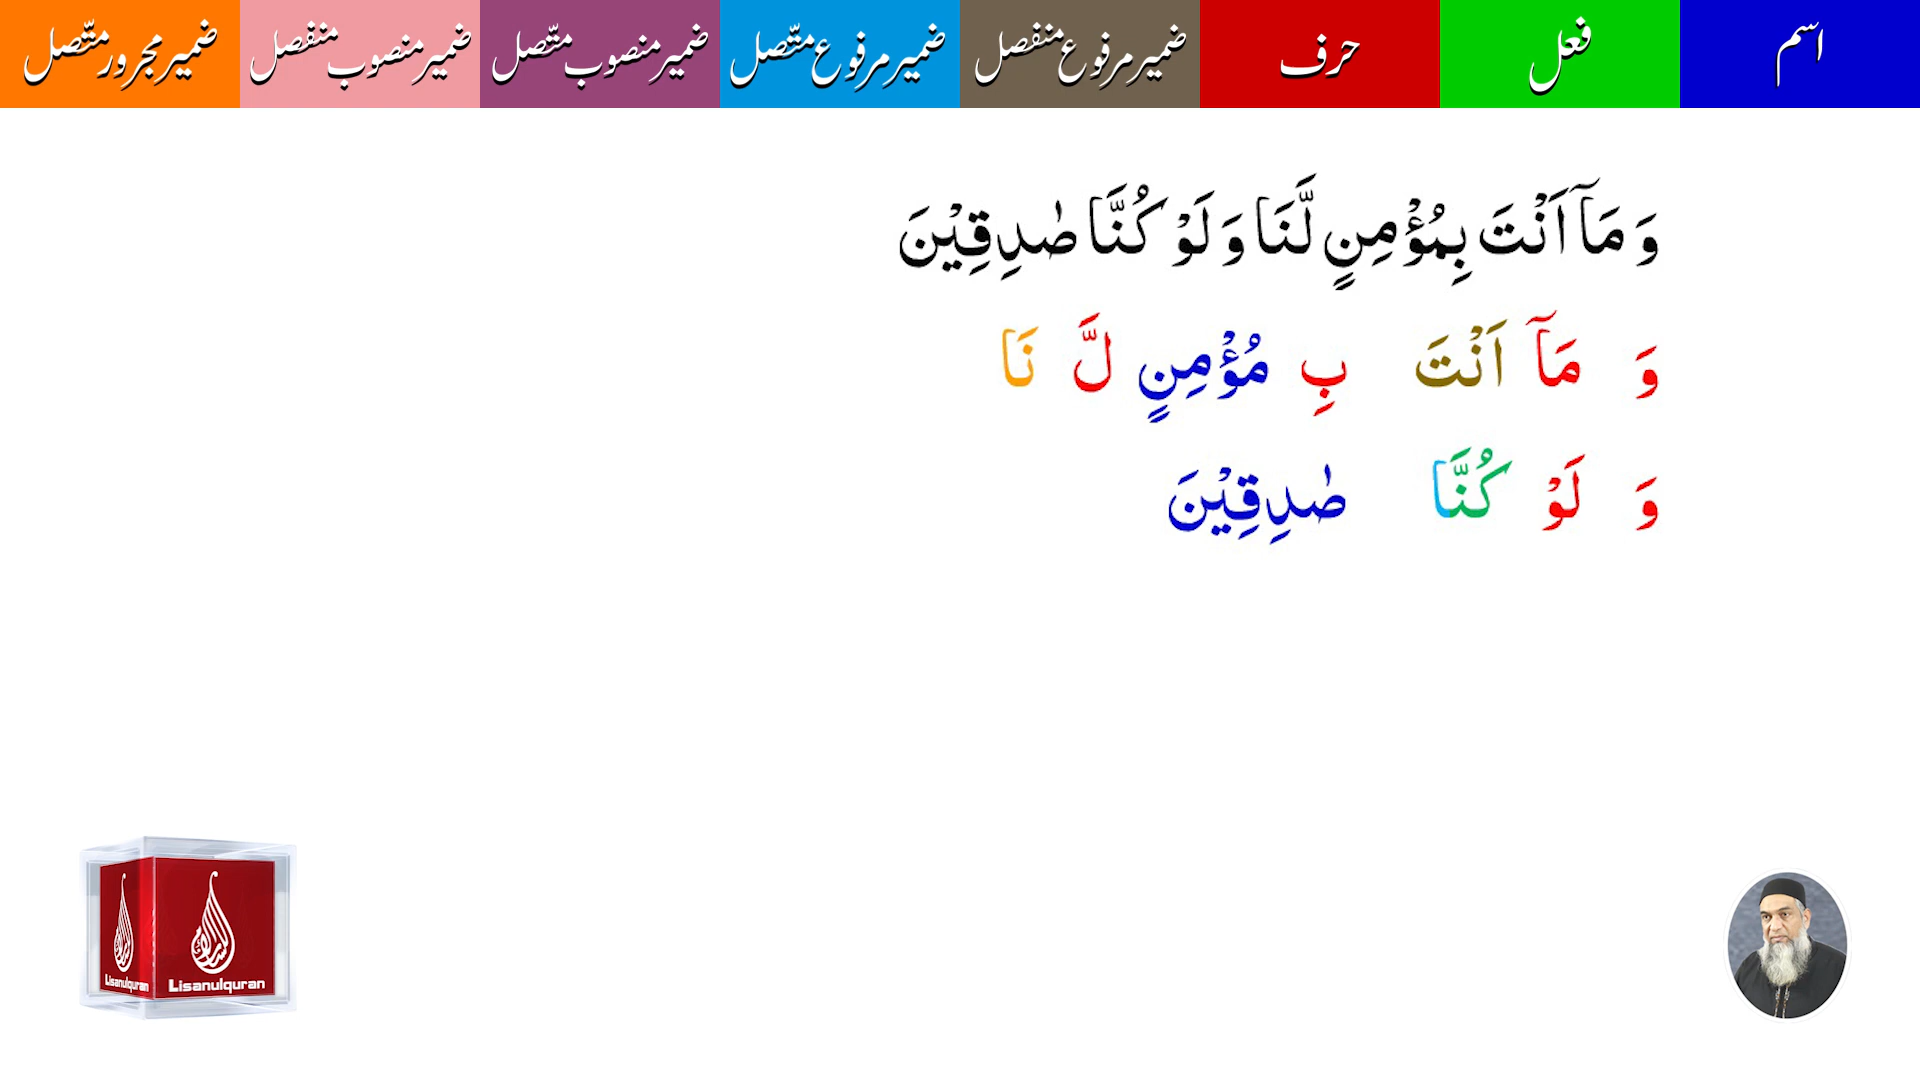 اسم فعل حرف ضمیر مرفوع منفصل ضمیر مرفوع متّصل ضمیر منصوب متّصل ضمیر منصوب منفصل ضمیر مجرور متّصل
وَ مَاۤ اَنْتَ بِمُؤْمِنٍ لَّنَا وَ لَوْ كُنَّا صٰدِقِیْنَ
وَ مَاۤ اَنْتَ بِ مُؤْمِنٍ لَّ نَا
وَ لَوْ كُنَّا صٰدِقِیْنَ
Lisanulquran Lisanulquran